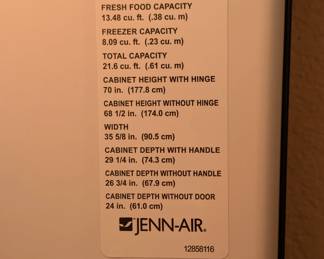 FRESH FOOD CAPACITY
13.48 cu. ft. (.38 cu. m)
FREEZER CAPACITY
8.09 cu. ft. (.23 cu. m)
TOTAL CAPACITY
21.6 cu. ft. (.61 cu. m)
CABINET HEIGHT WITH HINGE
70 in. (177.8 cm)
CABINET HEIGHT WITHOUT HINGE
68 1/2 in. (174.0 cm)
WIDTH
35 5/8 in. (90.5 cm)
CABINET DEPTH WITH HANDLE
29 1/4 in. (74.3 cm)
CABINET DEPTH WITHOUT HANDLE
26 3/4 in. (67.9 cm)
CABINET DEPTH WITHOUT DOOR
24 in. (61.0 cm)
JENN-AIR®
12858116